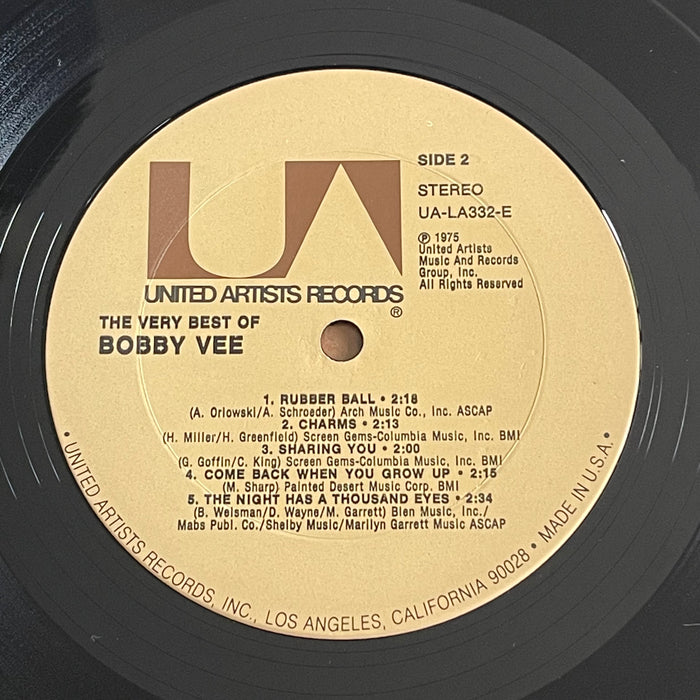 UA
SIDE 2
STEREO
UA-LA332-E
Ⓟ 1975
United Artists
Music And Records
Group, Inc.
All Rights Reserved
UNITED ARTISTS RECORDS
®
THE VERY BEST OF
BOBBY VEE
1. RUBBER BALL • 2:18
(A. Orlowski/A. Schroeder) Arch Music Co., Inc. ASCAP
2. CHARMS • 2:13
(H. Miller/H. Greenfield) Screen Gems-Columbia Music, Inc. BMI
3. SHARING YOU • 2:00
(G. Goffin/C. King) Screen Gems-Columbia Music, Inc. BMI
4. COME BACK WHEN YOU GROW UP • 2:15
(M. Sharp) Painted Desert Music Corp. BMI
5. THE NIGHT HAS A THOUSAND EYES • 2:34
(B. Weisman/D. Wayne/M. Garrett) Blen Music, Inc./
Mabs Publ. Co./Shelby Music/Marilyn Garrett Music ASCAP
• UNITED ARTISTS RECORDS, INC., LOS ANGELES, CALIFORNIA 90028 • MADE IN U.S.A. •